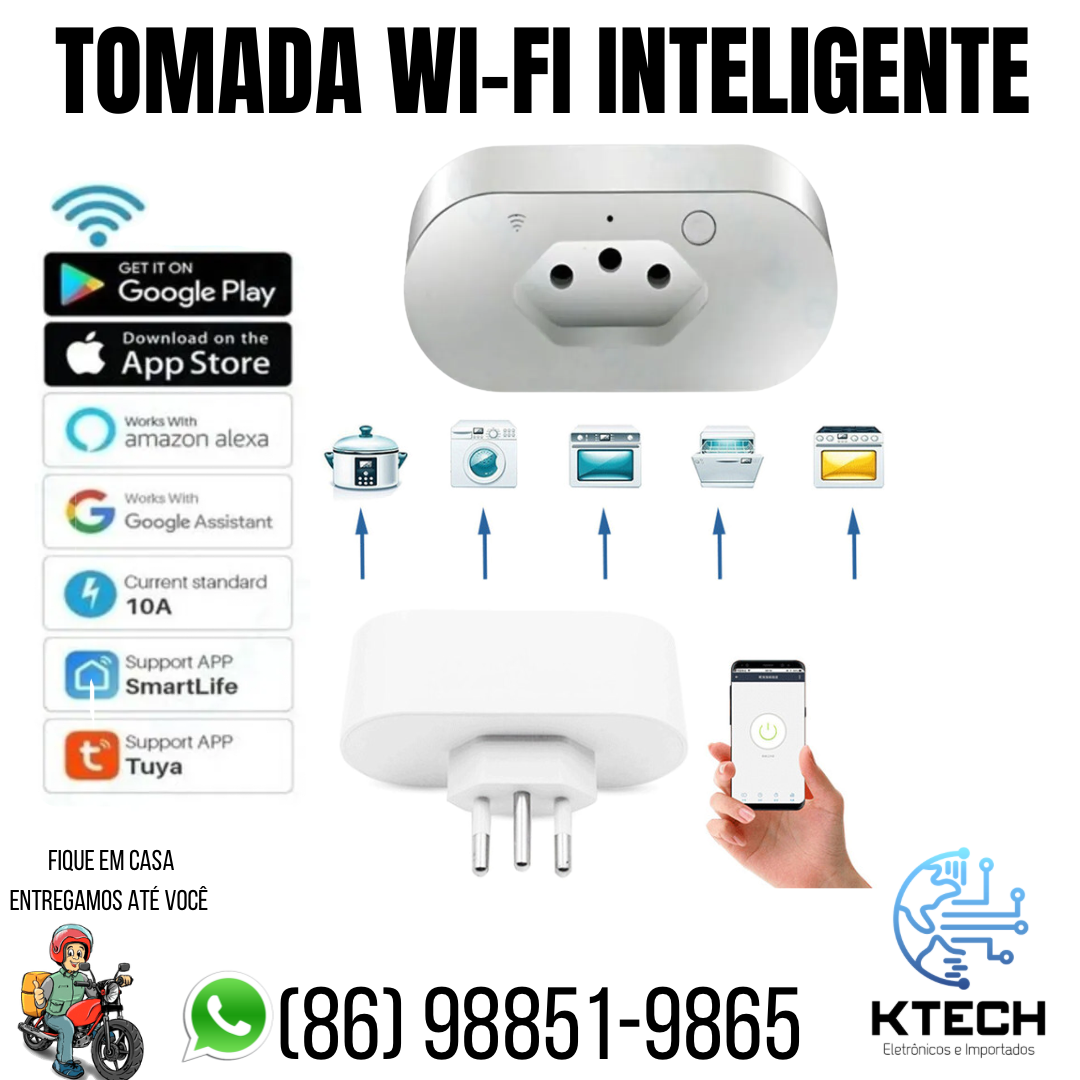 TOMADA WI-FI INTELIGENTE
GET IT ON
Google Play
Download on the
App Store
Works With
amazon alexa
Works With
Google Assistant
Current standard
10A
Support APP
SmartLife
Support APP
Tuya
FIQUE EM CASA
ENTREGAMOS ATÉ VOCÊ
(86) 98851-9865
KTECH
Eletrônicos e Importados